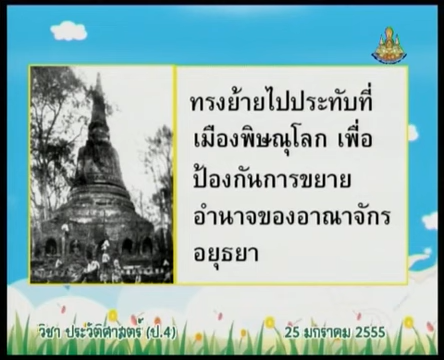 ทรงย้ายไปประทับที่
เมืองพิษณุโลก เพื่อ
ป้องกันการขยาย
อำนาจของอาณาจักร
อยุธยา
วิชา ประวัติศาสตร์ (ป.4)
25 มกราคม 2555